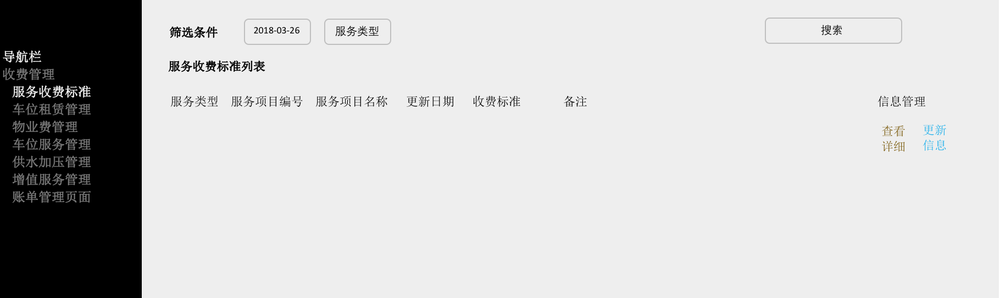 导航栏
收费管理
服务收费标准
车位租赁管理
物业费管理
车位服务管理
供水加压管理
增值服务管理
账单管理页面
筛选条件 2018-03-26 服务类型 搜索
服务收费标准列表
服务类型 服务项目编号 服务项目名称 更新日期 收费标准 备注 信息管理
查看 更新
详细 信息